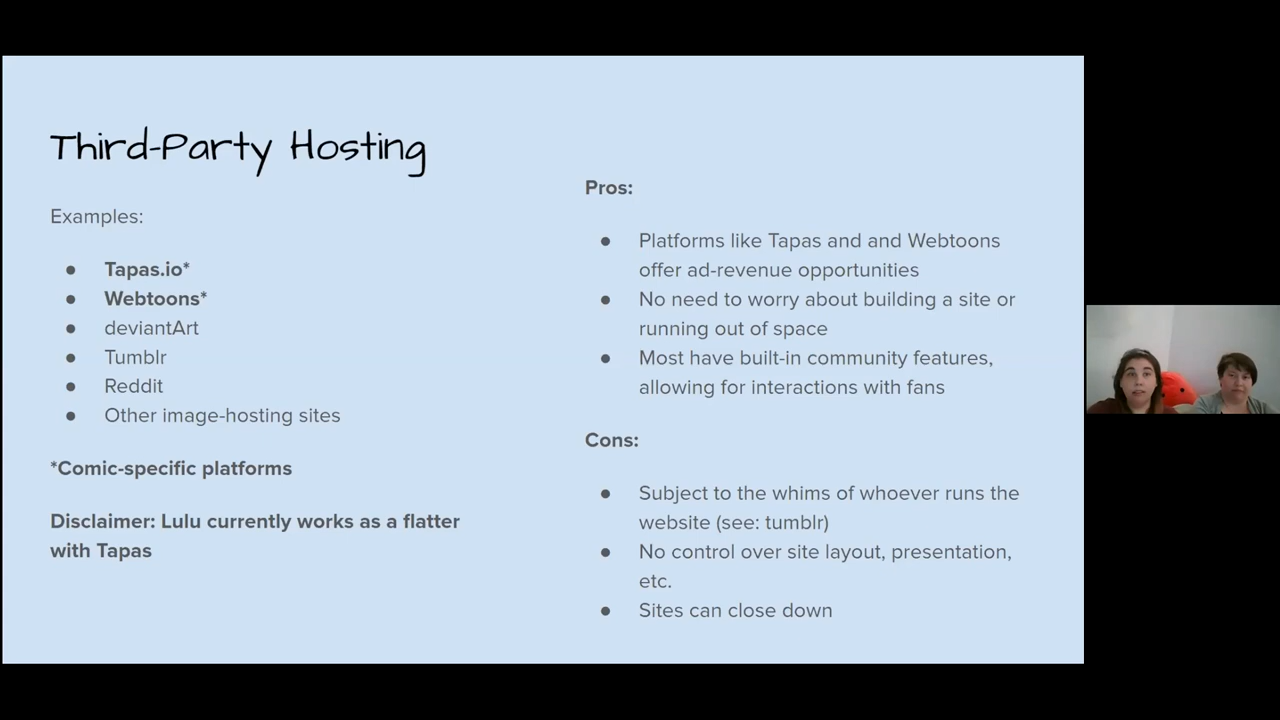 Third-Party Hosting
Examples:
● Tapas.io*
● Webtoons*
● deviantArt
● Tumblr
● Reddit
● Other image-hosting sites
*Comic-specific platforms
Disclaimer: Lulu currently works as a flatter
with Tapas
Pros:
● Platforms like Tapas and and Webtoons
offer ad-revenue opportunities
● No need to worry about building a site or
running out of space
● Most have built-in community features,
allowing for interactions with fans
Cons:
● Subject to the whims of whoever runs the
website (see: tumblr)
● No control over site layout, presentation,
etc.
● Sites can close down